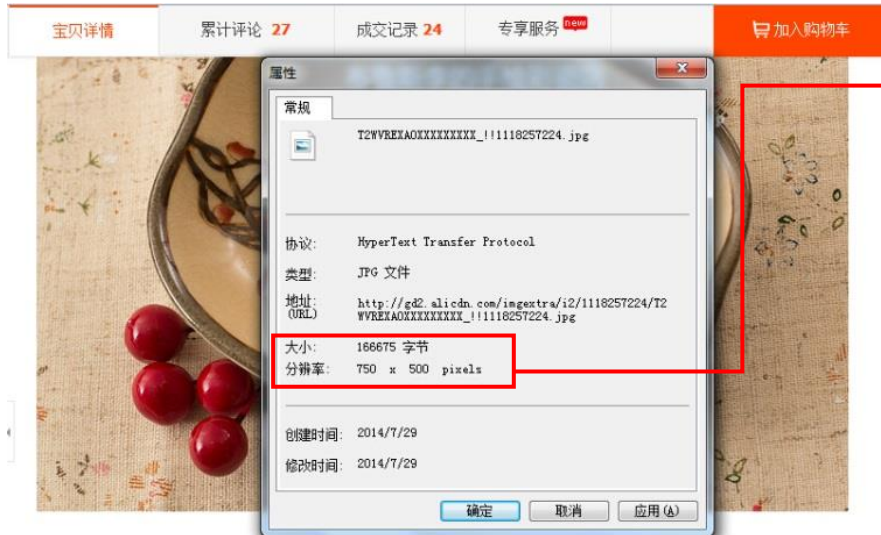 宝贝详情 累计评论 27 成交记录 24 专享服务 new 加入购物车
属性
常规
T2WVREXAOXXXXXXXXX_!!1118257224.jpg
协议: HyperText Transfer Protocol
类型: JPG 文件
地址: http://gd2.alicdn.com/imgextra/i2/1118257224/T2
(URL) WVREXAOXXXXXXXXX_!!1118257224.jpg
大小: 166675 字节
分辨率: 750 x 500 pixels
创建时间: 2014/7/29
修改时间: 2014/7/29
确定 取消 应用(A)